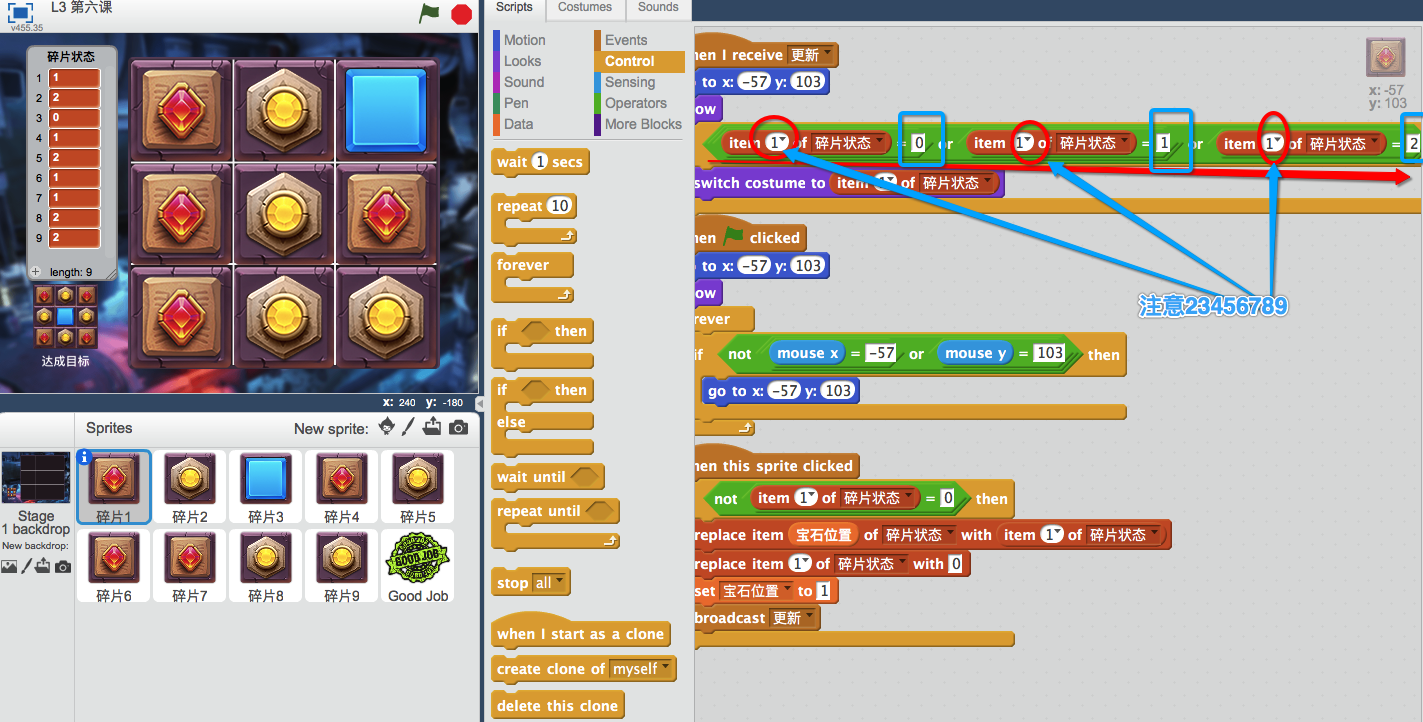 L3 第六课
v455.35
碎片状态
1 1
2 2
3 0
4 1
5 2
6 1
7 1
8 2
9 2
+ length: 9
达成目标
x: 240 y: -180
Sprites
New sprite:
Stage
1 backdrop
New backdrop:
碎片1
碎片2
碎片3
碎片4
碎片5
碎片6
碎片7
碎片8
碎片9
GOOD JOB
Good Job
Scripts
Costumes
Sounds
Motion
Looks
Sound
Pen
Data
Events
Control
Sensing
Operators
More Blocks
wait 1 secs
repeat 10
forever
if then
if then
else
wait until
repeat until
stop all
when I start as a clone
create clone of myself
delete this clone
x: -57
y: 103
hen I receive 更新
to x: -57 y: 103
ow
item 1 of 碎片状态 = 0 or item 1 of 碎片状态 = 1 or item 1 of 碎片状态 = 2
switch costume to item 1 of 碎片状态
注意23456789
hen clicked
to x: -57 y: 103
ow
rever
if not mouse x = -57 or mouse y = 103 then
go to x: -57 y: 103
hen this sprite clicked
not item 1 of 碎片状态 = 0 then
replace item 宝石位置 of 碎片状态 with item 1 of 碎片状态
replace item 1 of 碎片状态 with 0
set 宝石位置 to 1
broadcast 更新